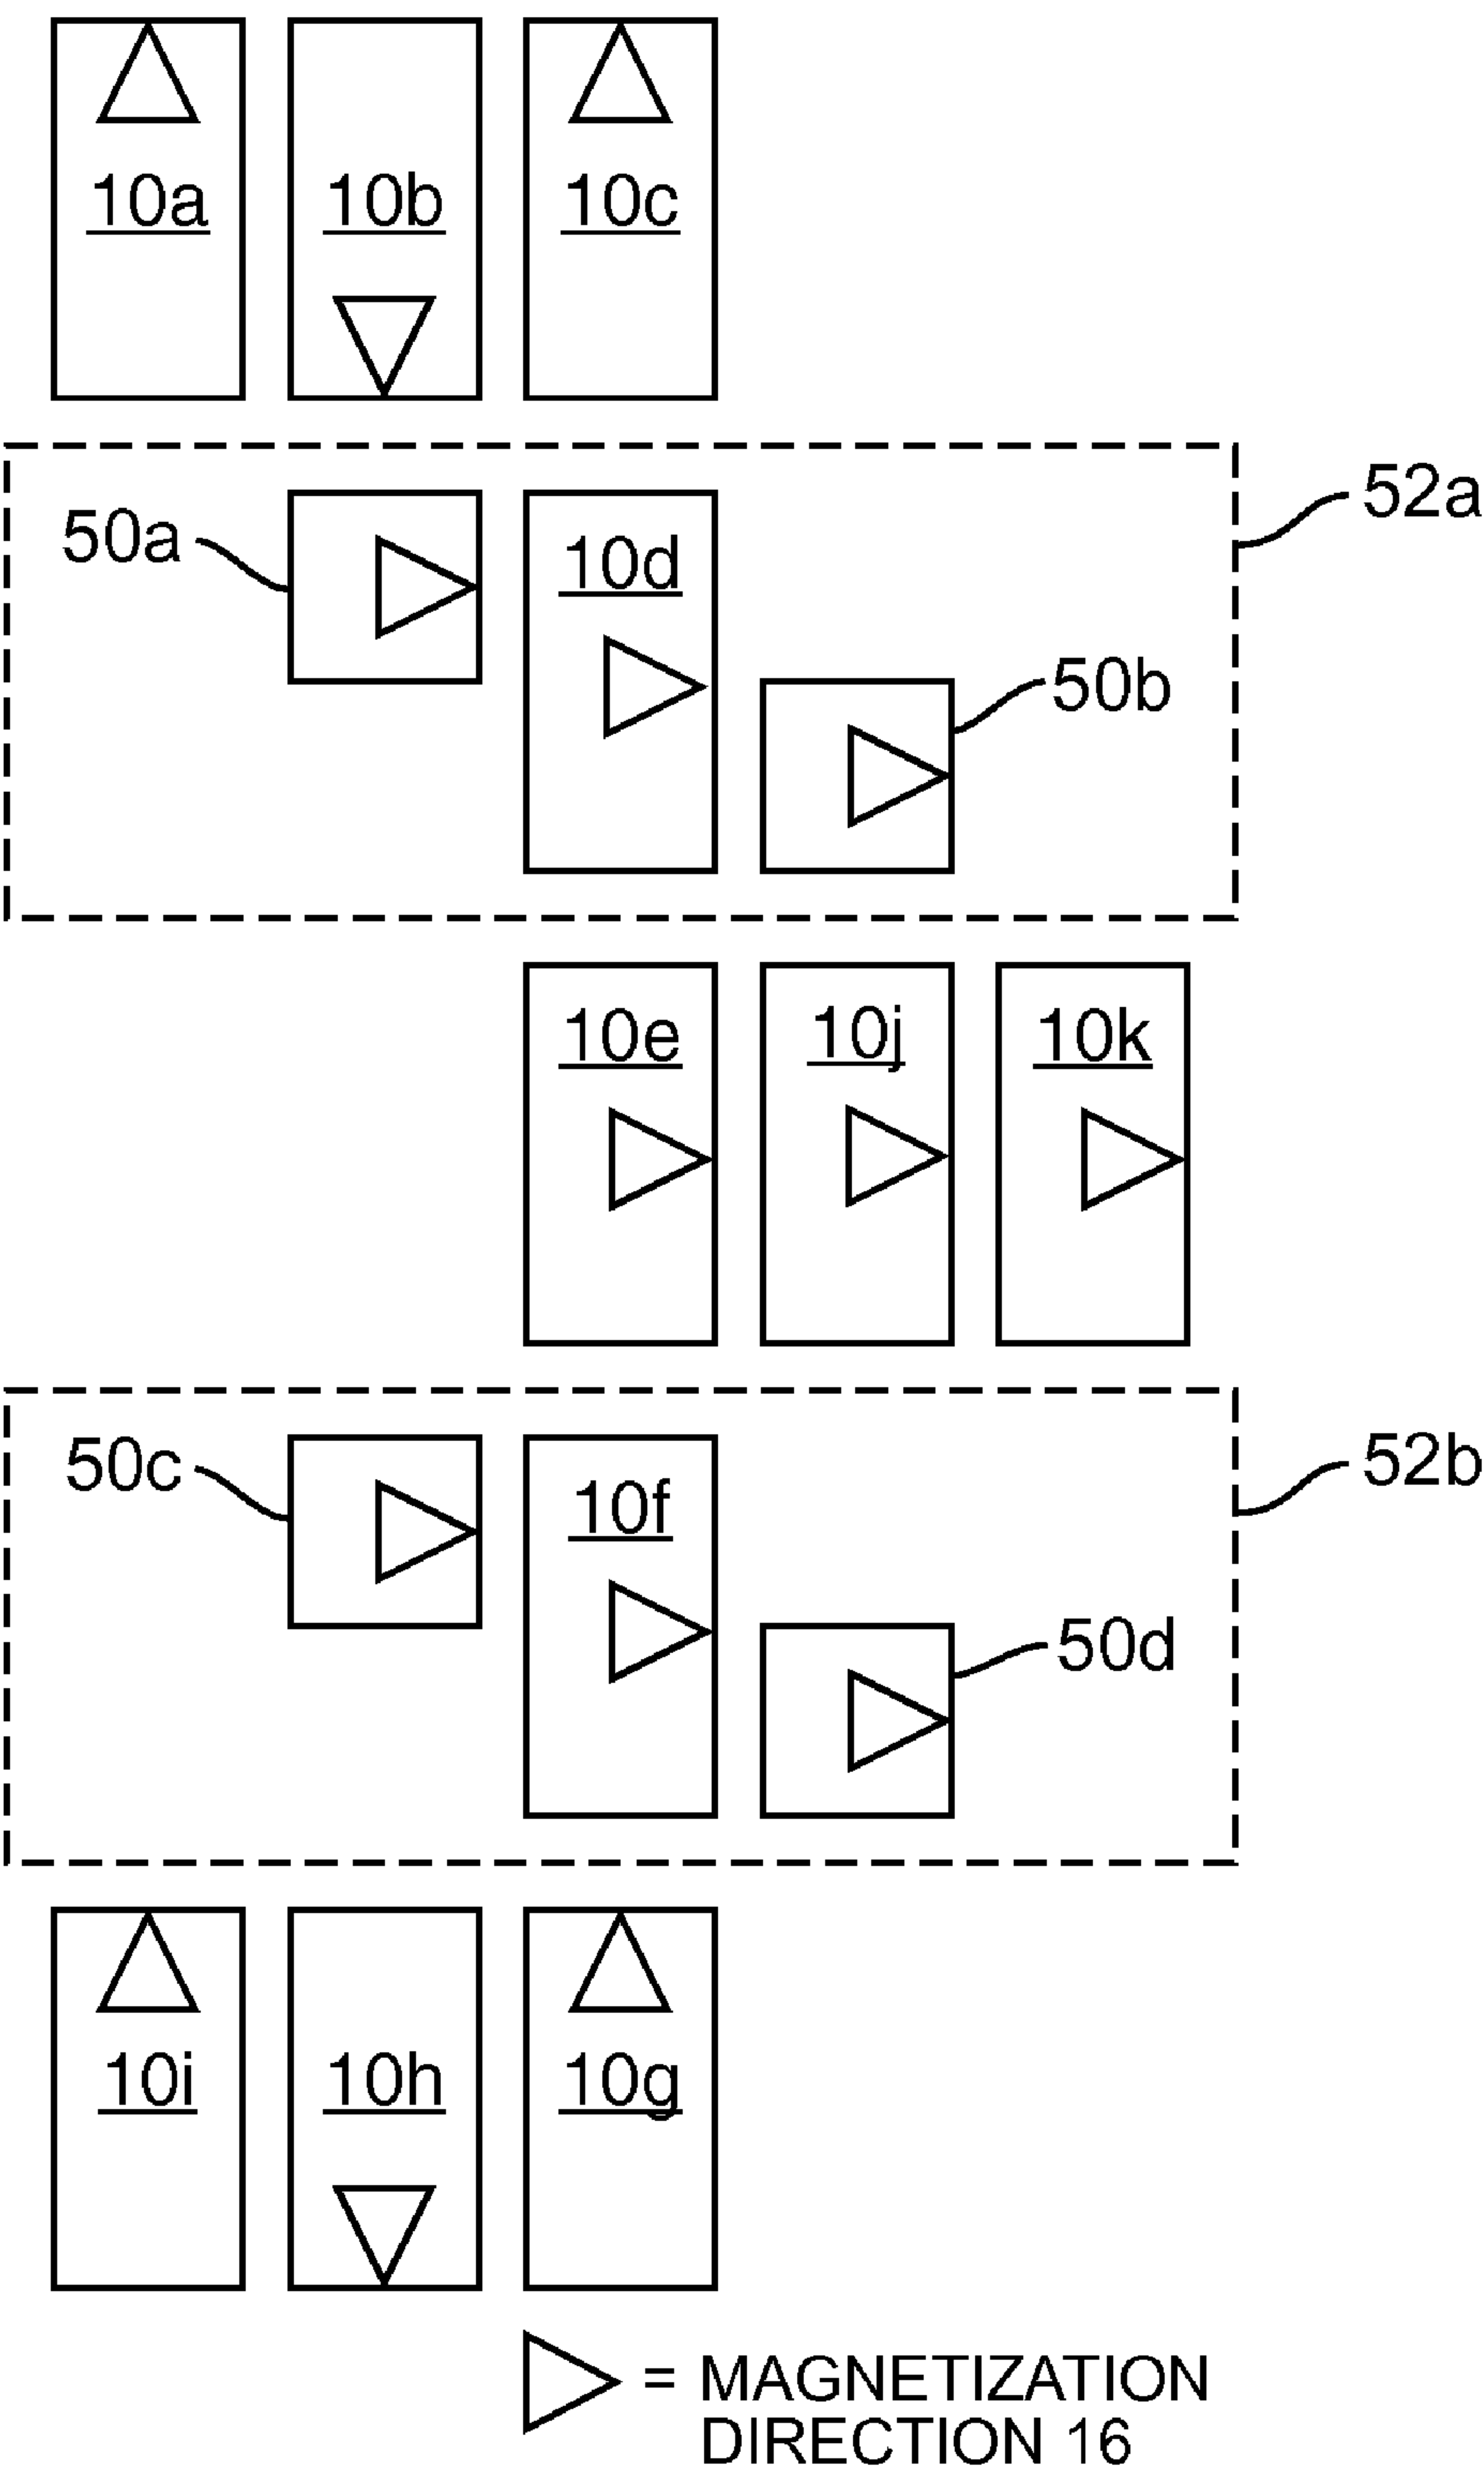 10a 10b 10c
52a
50a 10d
50b
10e 10j 10k
50c 10f 52b
50d
10i 10h 10g
= MAGNETIZATION
DIRECTION 16